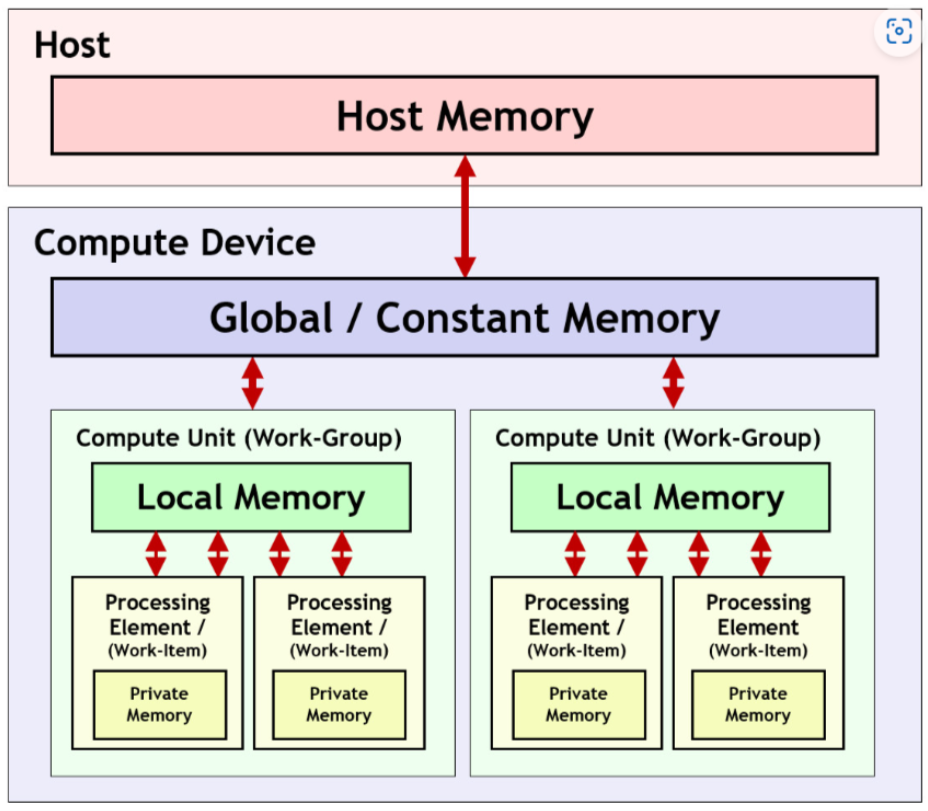 Host
Host Memory
Compute Device
Global / Constant Memory
Compute Unit (Work-Group)
Local Memory
Processing
Element /
(Work-Item)
Private
Memory
Processing
Element /
(Work-Item)
Private
Memory
Compute Unit (Work-Group)
Local Memory
Processing
Element /
(Work-Item)
Private
Memory
Processing
Element
(Work-Item)
Private
Memory